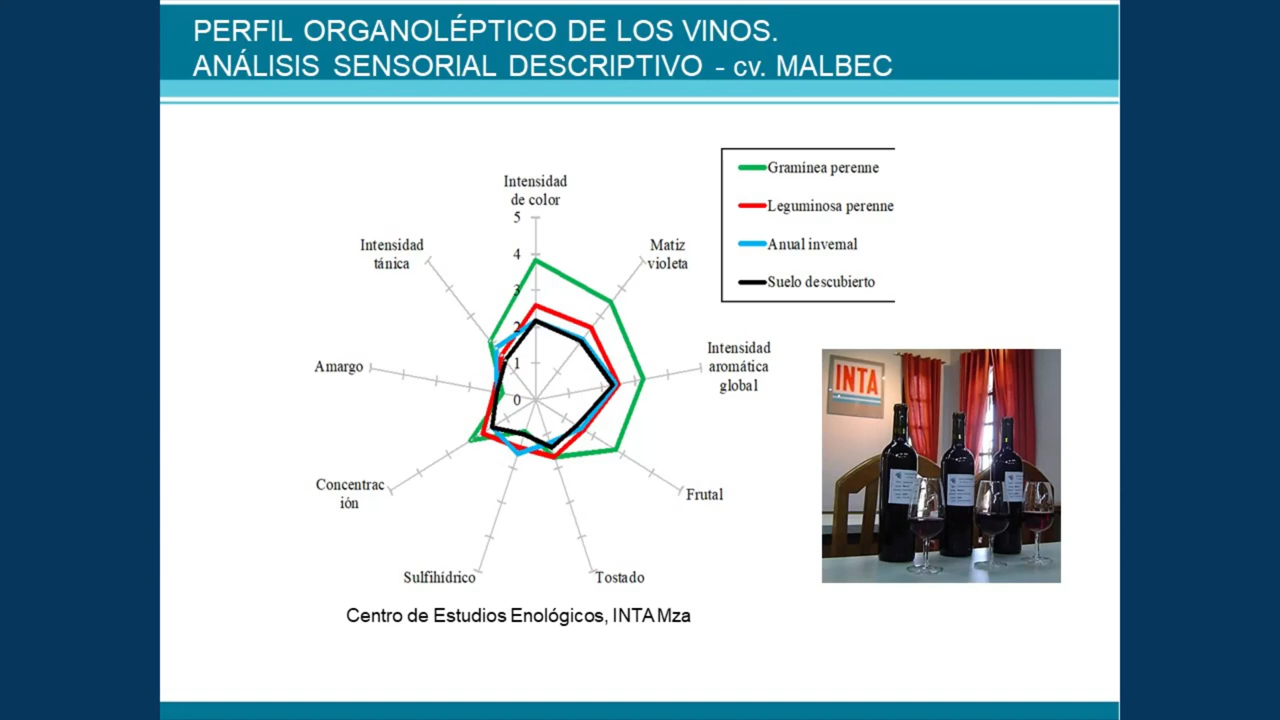 PERFIL ORGANOLÉPTICO DE LOS VINOS.
ANÁLISIS SENSORIAL DESCRIPTIVO - cv. MALBEC
Intensidad
de color
5
4
3
2
1
0
Matiz
violeta
Intensidad
aromática
global
Frutal
Tostado
Sulfihídrico
Concentrac
ión
Amargo
Intensidad
tánica
Gramínea perenne
Leguminosa perenne
Anual invernal
Suelo descubierto
INTA
Centro de Estudios Enológicos, INTA Mza